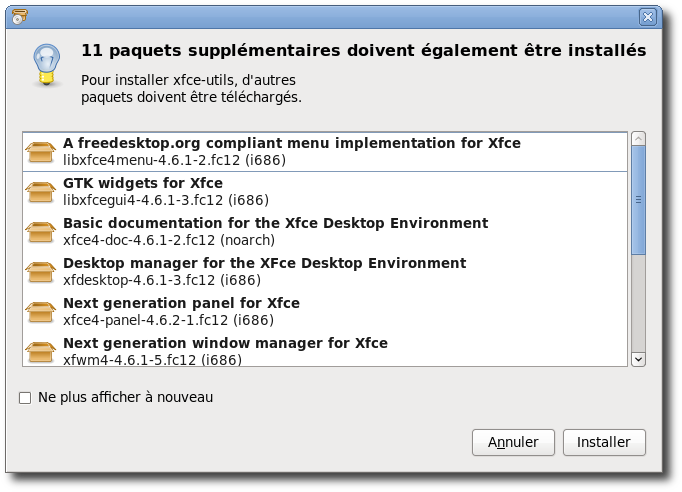 11 paquets supplémentaires doivent également être installés
Pour installer xfce-utils, d'autres
paquets doivent être téléchargés.
A freedesktop.org compliant menu implementation for Xfce
libxfce4menu-4.6.1-2.fc12 (i686)
GTK widgets for Xfce
libxfcegui4-4.6.1-3.fc12 (i686)
Basic documentation for the Xfce Desktop Environment
xfce4-doc-4.6.1-2.fc12 (noarch)
Desktop manager for the XFce Desktop Environment
xfdesktop-4.6.1-3.fc12 (i686)
Next generation panel for Xfce
xfce4-panel-4.6.2-1.fc12 (i686)
Next generation window manager for Xfce
xfwm4-4.6.1-5.fc12 (i686)
Ne plus afficher à nouveau
Annuler
Installer